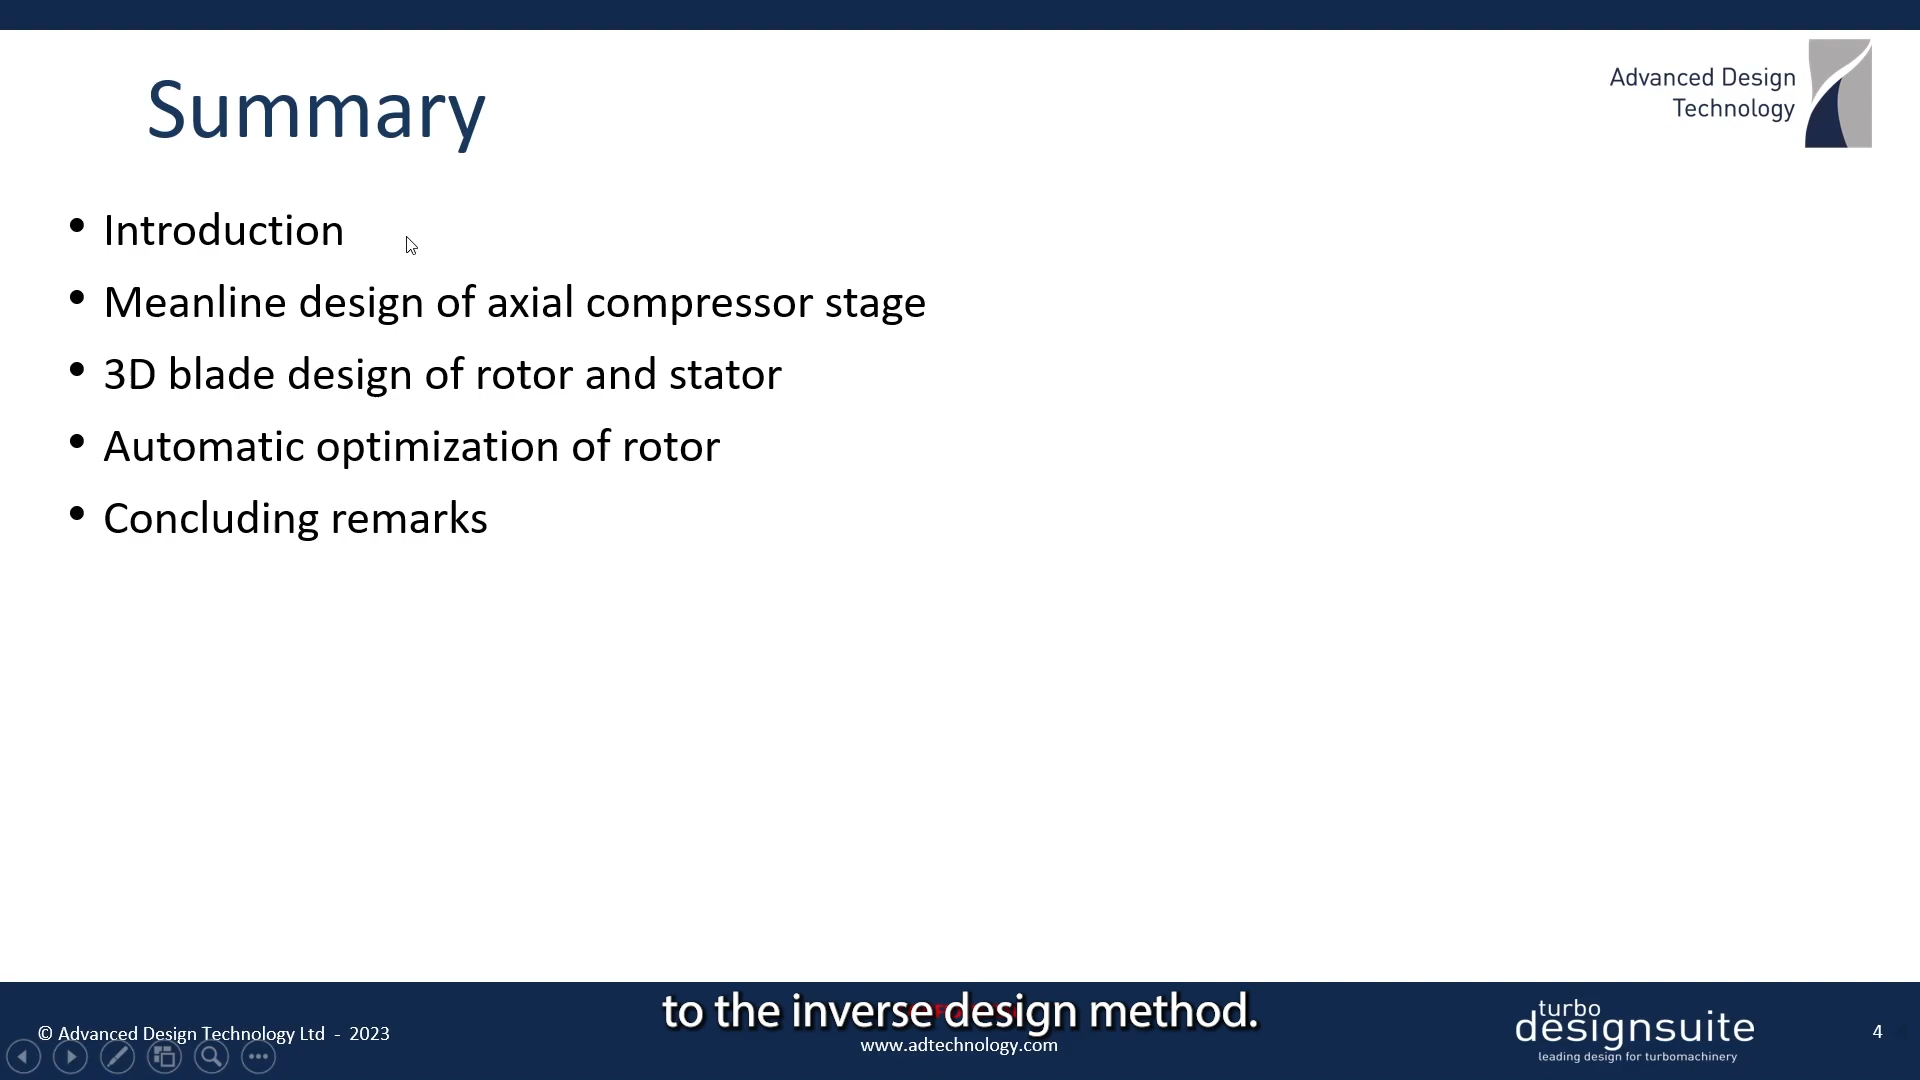 Summary
Advanced Design
Technology
• Introduction
• Meanline design of axial compressor stage
• 3D blade design of rotor and stator
• Automatic optimization of rotor
• Concluding remarks
to the inverse design method.
© Advanced Design Technology Ltd - 2023
www.adtechnology.com
turbo
designsuite
leading design for turbomachinery
4